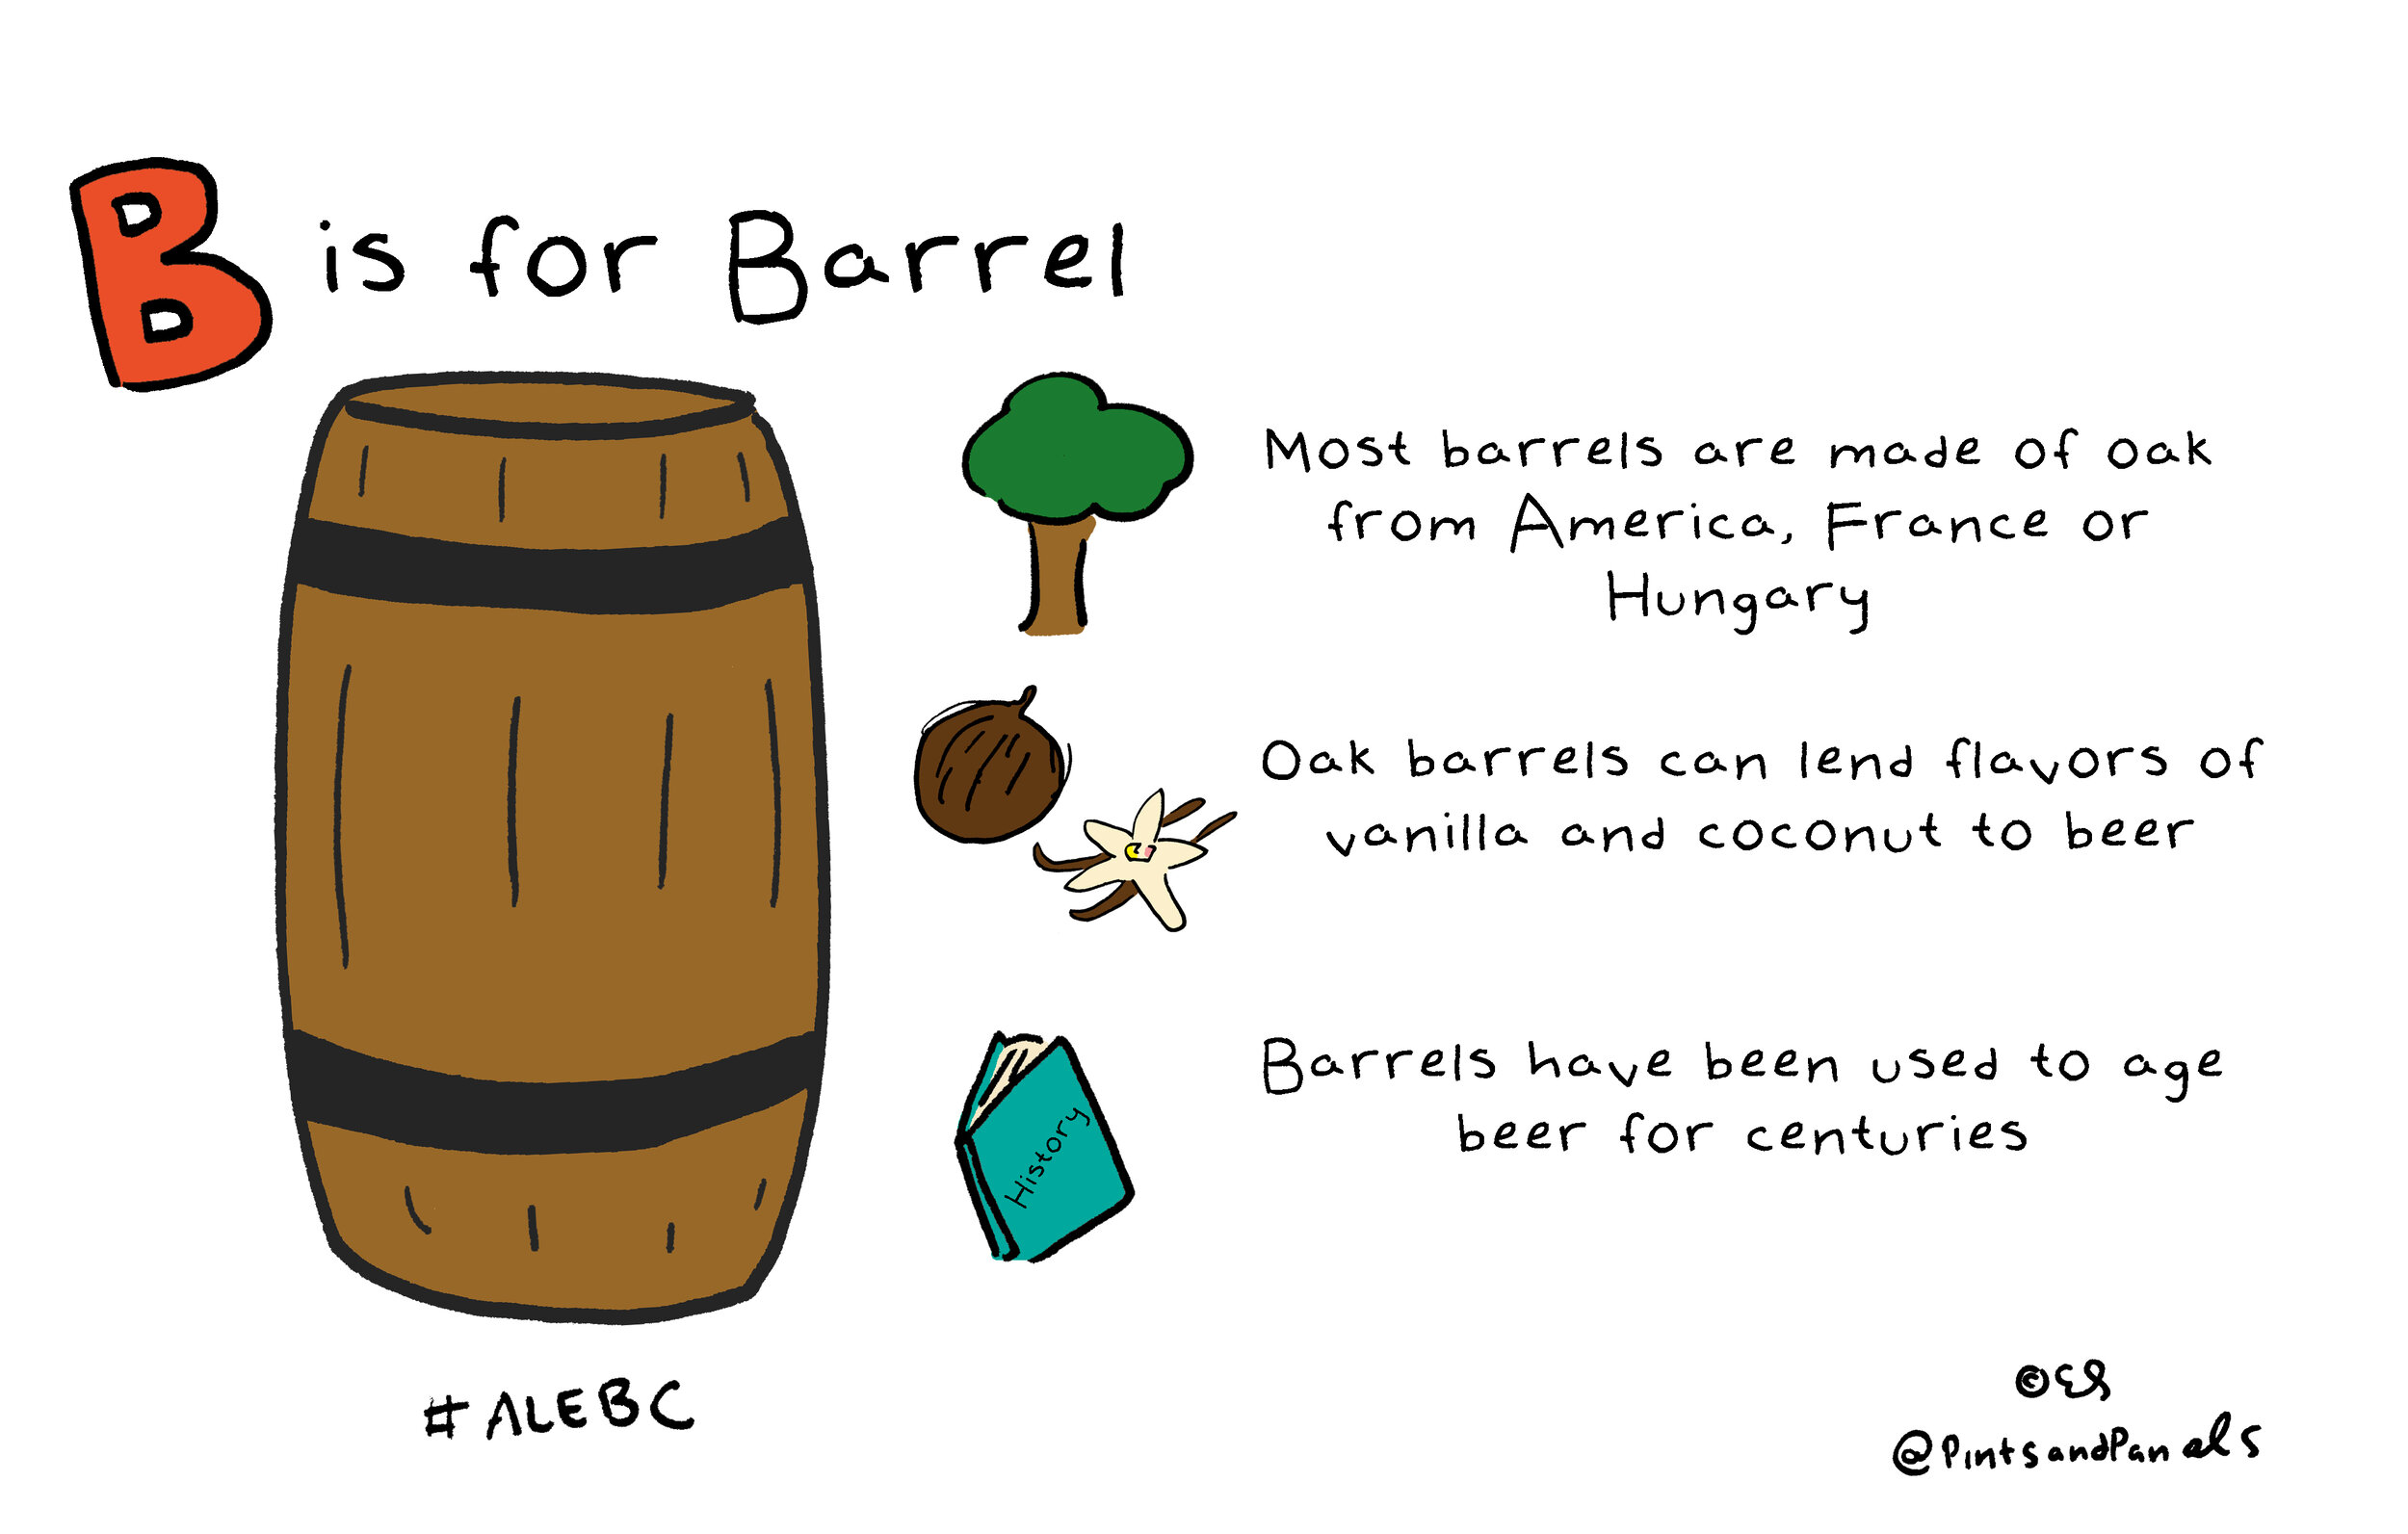 B is for Barrel
Most barrels are made of oak
from America, France or
Hungary
Oak barrels can lend flavors of
vanilla and coconut to beer
History
Barrels have been used to age
beer for centuries
#ALEBC
©ES
@PintsandPanels